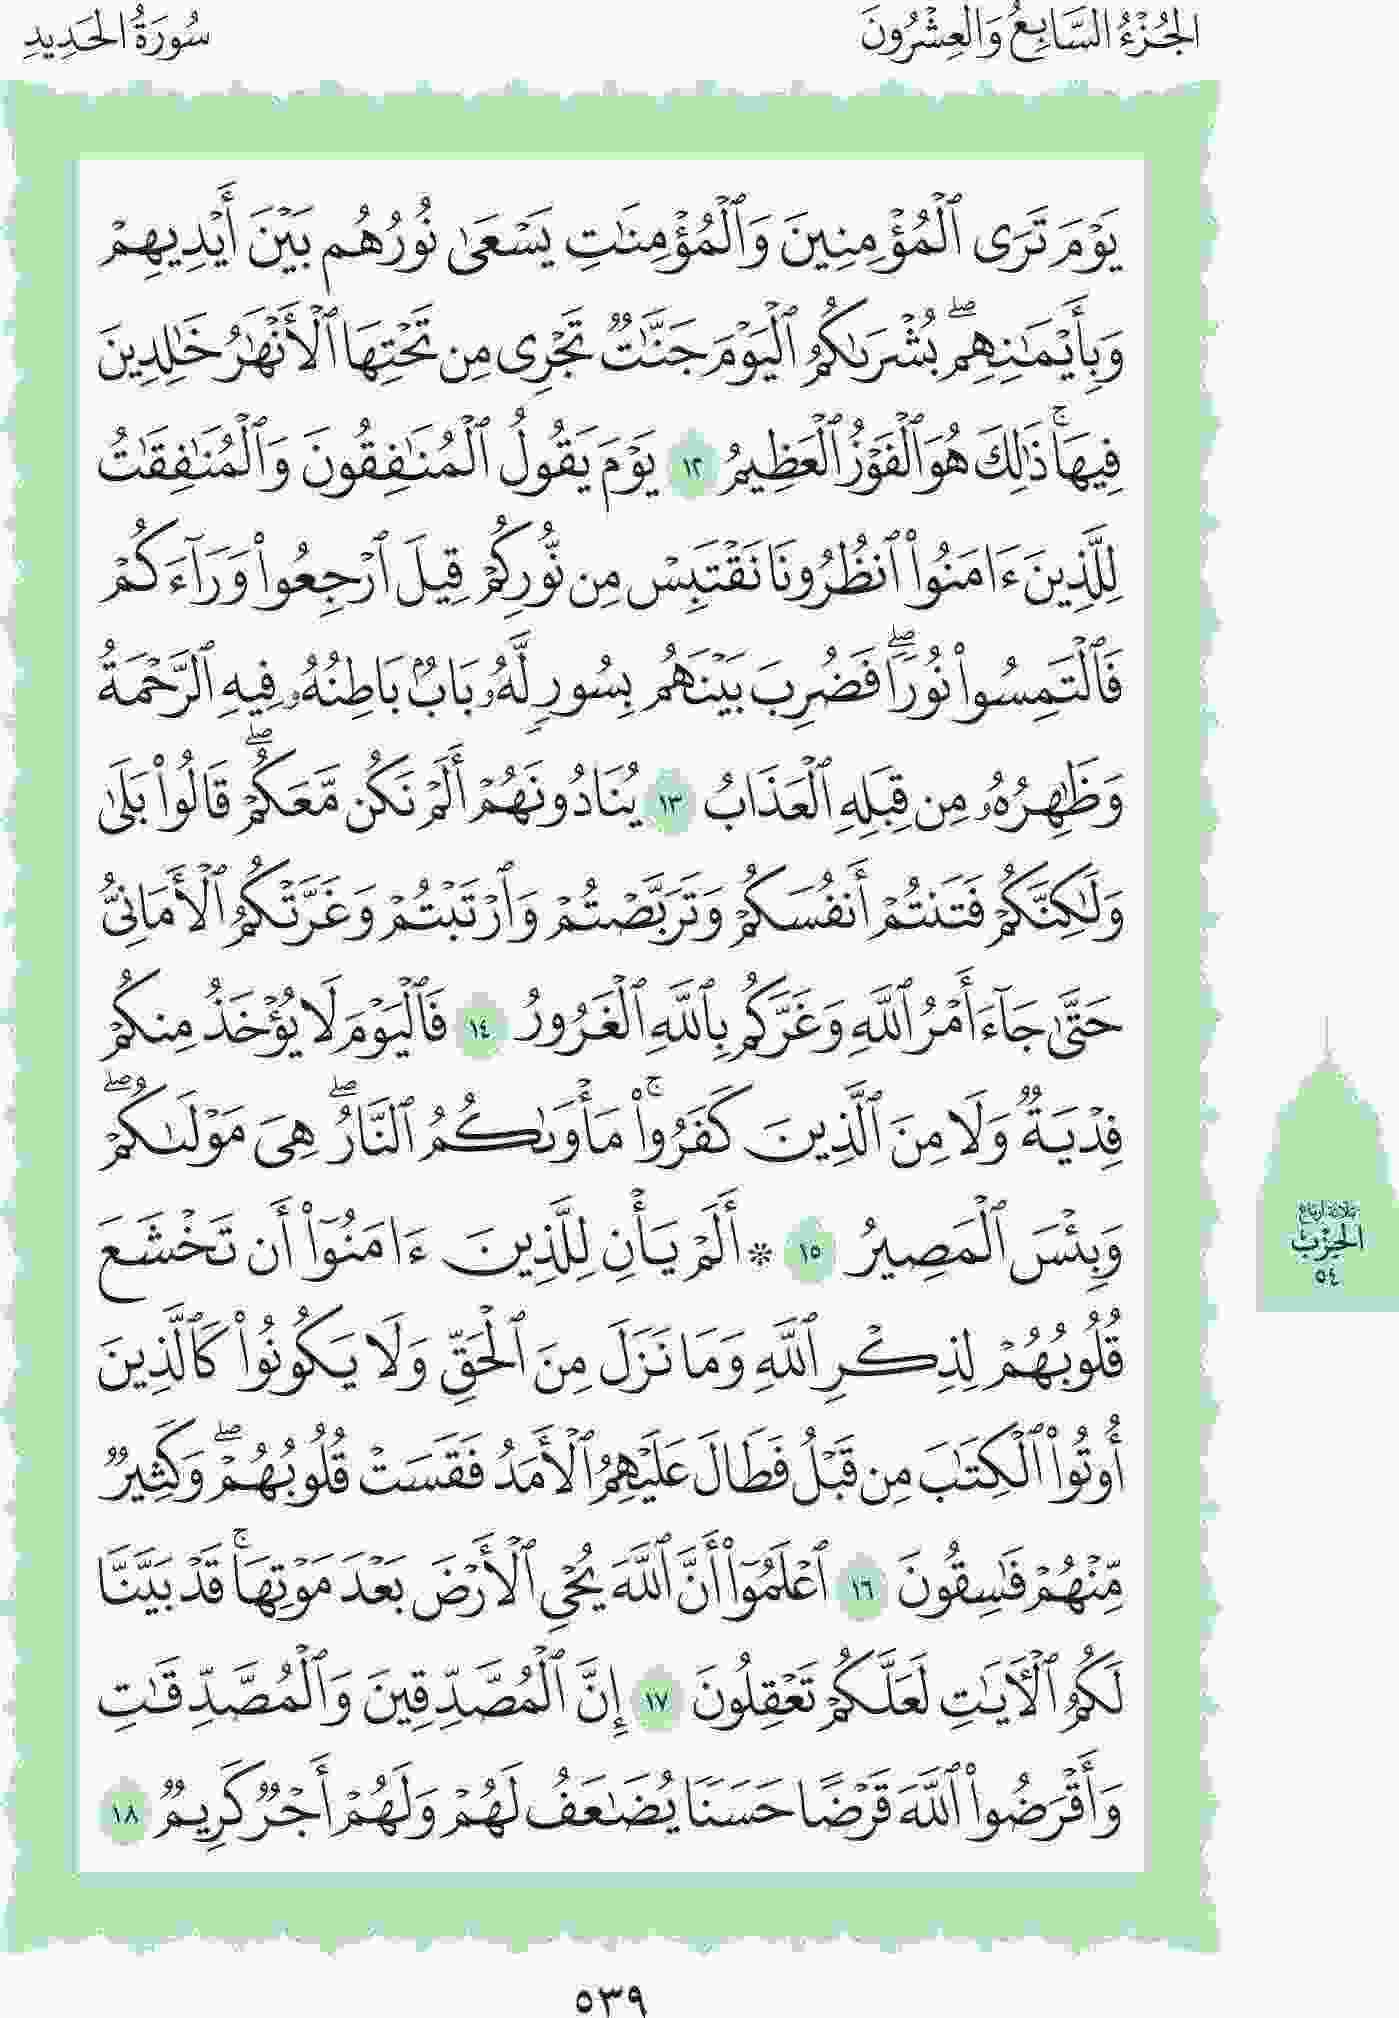 الجُزْءُ السَّابِعُ وَالعِشْرُونَ
سُورَةُ الحَدِيدِ
يَوْمَ تَرَى ٱلْمُؤْمِنِينَ وَٱلْمُؤْمِنَٰتِ يَسْعَىٰ نُورُهُم بَيْنَ أَيْدِيهِمْ
وَبِأَيْمَٰنِهِمۖ بُشْرَىٰكُمُ ٱلْيَوْمَ جَنَّٰتٌ تَجْرِى مِن تَحْتِهَا ٱلْأَنْهَٰرُ خَٰلِدِينَ
فِيهَاۚ ذَٰلِكَ هُوَ ٱلْفَوْزُ ٱلْعَظِيمُ ١٢ يَوْمَ يَقُولُ ٱلْمُنَٰفِقُونَ وَٱلْمُنَٰفِقَٰتُ
لِلَّذِينَ ءَامَنُوا۟ ٱنظُرُونَا نَقْتَبِسْ مِن نُّورِكُمْ قِيلَ ٱرْجِعُوا۟ وَرَآءَكُمْ
فَٱلْتَمِسُوا۟ نُورًاۖ فَضُرِبَ بَيْنَهُم بِسُورٍ لَّهُۥ بَابٌۢ بَاطِنُهُۥ فِيهِ ٱلرَّحْمَةُ
وَظَٰهِرُهُۥ مِن قِبَلِهِ ٱلْعَذَابُ ١٣ يُنَادُونَهُمْ أَلَمْ نَكُن مَّعَكُمْۖ قَالُوا۟ بَلَىٰ
وَلَٰكِنَّكُمْ فَتَنتُمْ أَنفُسَكُمْ وَتَرَبَّصْتُمْ وَٱرْتَبْتُمْ وَغَرَّتْكُمُ ٱلْأَمَانِىُّ
حَتَّىٰ جَآءَ أَمْرُ ٱللَّهِ وَغَرَّكُم بِٱللَّهِ ٱلْغَرُورُ ١٤ فَٱلْيَوْمَ لَا يُؤْخَذُ مِنكُمْ
فِدْيَةٌ وَلَا مِنَ ٱلَّذِينَ كَفَرُوا۟ۚ مَأْوَىٰكُمُ ٱلنَّارُۖ هِىَ مَوْلَىٰكُمْۖ
وَبِئْسَ ٱلْمَصِيرُ ١٥ ۞ أَلَمْ يَأْنِ لِلَّذِينَ ءَامَنُوٓا۟ أَن تَخْشَعَ
قُلُوبُهُمْ لِذِكْرِ ٱللَّهِ وَمَا نَزَلَ مِنَ ٱلْحَقِّ وَلَا يَكُونُوا۟ كَٱلَّذِينَ
أُوتُوا۟ ٱلْكِتَٰبَ مِن قَبْلُ فَطَالَ عَلَيْهِمُ ٱلْأَمَدُ فَقَسَتْ قُلُوبُهُمْۖ وَكَثِيرٌ
مِّنْهُمْ فَٰسِقُونَ ١٦ ٱعْلَمُوٓا۟ أَنَّ ٱللَّهَ يُحْىِ ٱلْأَرْضَ بَعْدَ مَوْتِهَاۚ قَدْ بَيَّنَّا
لَكُمُ ٱلْءَايَٰتِ لَعَلَّكُمْ تَعْقِلُونَ ١٧ إِنَّ ٱلْمُصَّدِّقِينَ وَٱلْمُصَّدِّقَٰتِ
وَأَقْرَضُوا۟ ٱللَّهَ قَرْضًا حَسَنًا يُضَٰعَفُ لَهُمْ وَلَهُمْ أَجْرٌ كَرِيمٌ ١٨
ثلاثة أرباع
الحزب
٥٤
٥٣٩